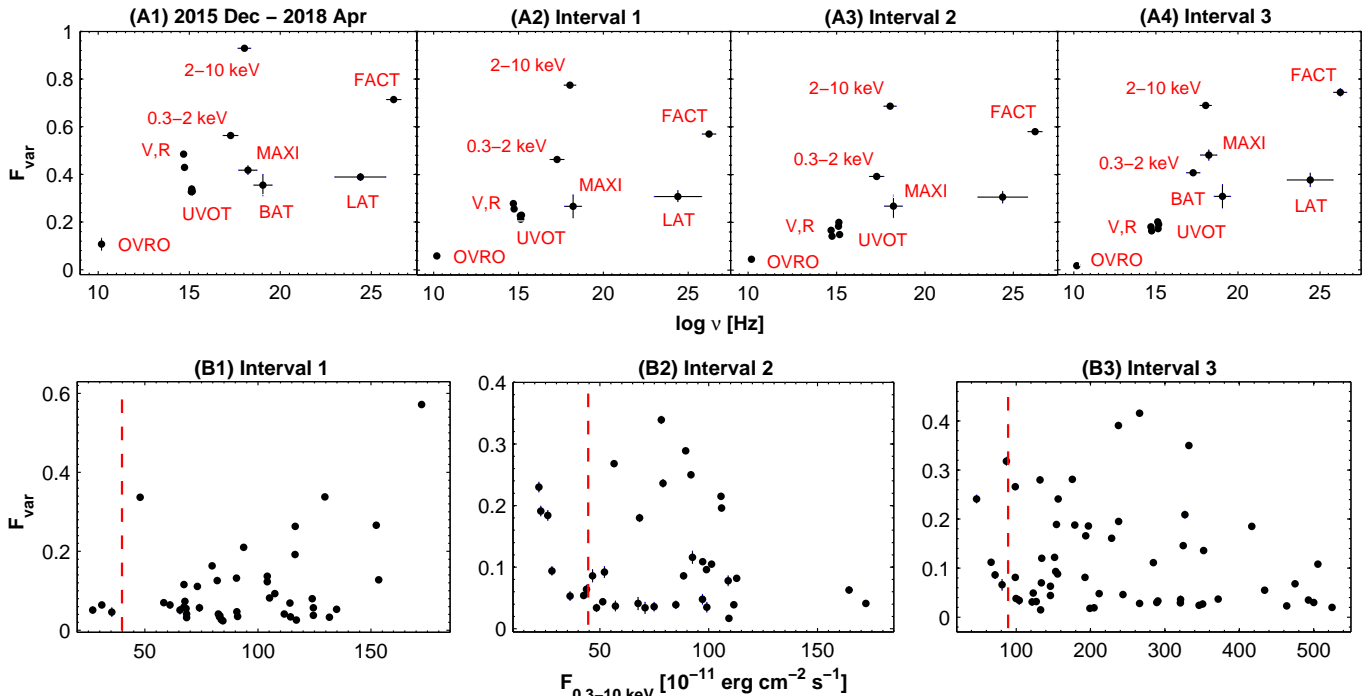 (A1) 2015 Dec − 2018 Apr
(A2) Interval 1
(A3) Interval 2
(A4) Interval 3
1
0.8
0.6
0.4
0.2
0
F_var
2−10 keV
FACT
0.3−2 keV
V,R
MAXI
UVOT
BAT
LAT
OVRO
10 15 20 25
2−10 keV
FACT
0.3−2 keV
V,R
MAXI
UVOT
LAT
OVRO
10 15 20 25
2−10 keV
FACT
0.3−2 keV
V,R
MAXI
UVOT
LAT
OVRO
10 15 20 25
FACT
2−10 keV
MAXI
0.3−2 keV
BAT
V,R
UVOT
LAT
OVRO
10 15 20 25
log ν [Hz]
(B1) Interval 1
0.6
0.4
0.2
0
F_var
50 100 150
(B2) Interval 2
0.4
0.3
0.2
0.1
0
50 100 150
(B3) Interval 3
0.4
0.3
0.2
0.1
0
100 200 300 400 500
F_0.3−10 keV [10^−11 erg cm^−2 s^−1]